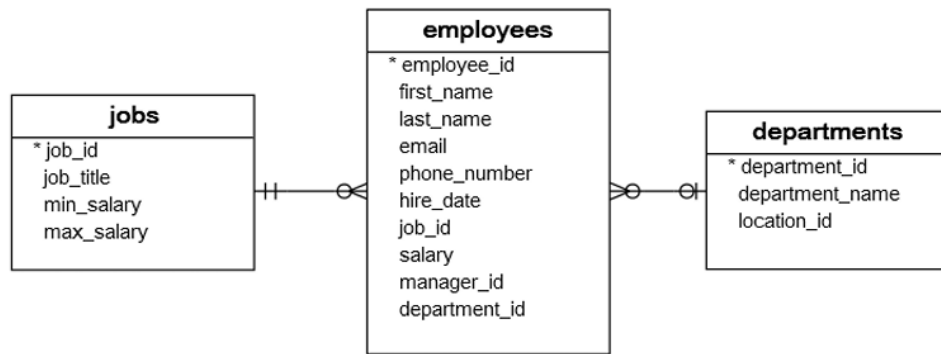 jobs
* job_id
job_title
min_salary
max_salary
employees
* employee_id
first_name
last_name
email
phone_number
hire_date
job_id
salary
manager_id
department_id
departments
* department_id
department_name
location_id